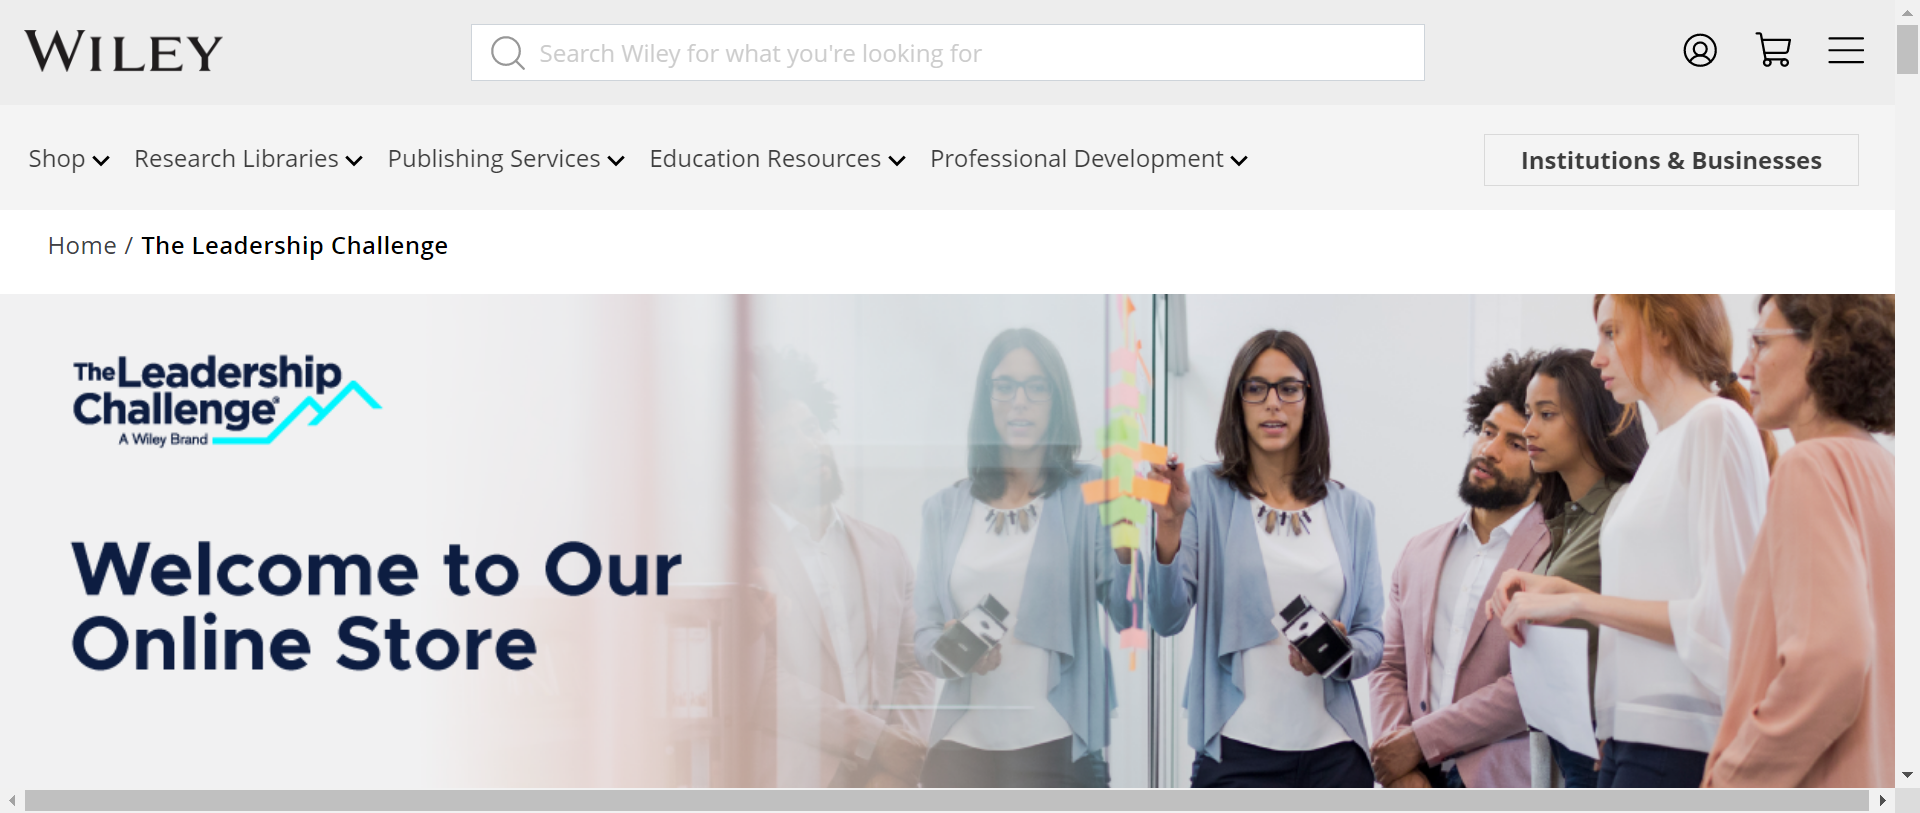 WILEY
Search Wiley for what you're looking for
Shop Research Libraries Publishing Services Education Resources Professional Development
Institutions & Businesses
Home / The Leadership Challenge
The Leadership
Challenge®
A Wiley Brand
Welcome to Our
Online Store